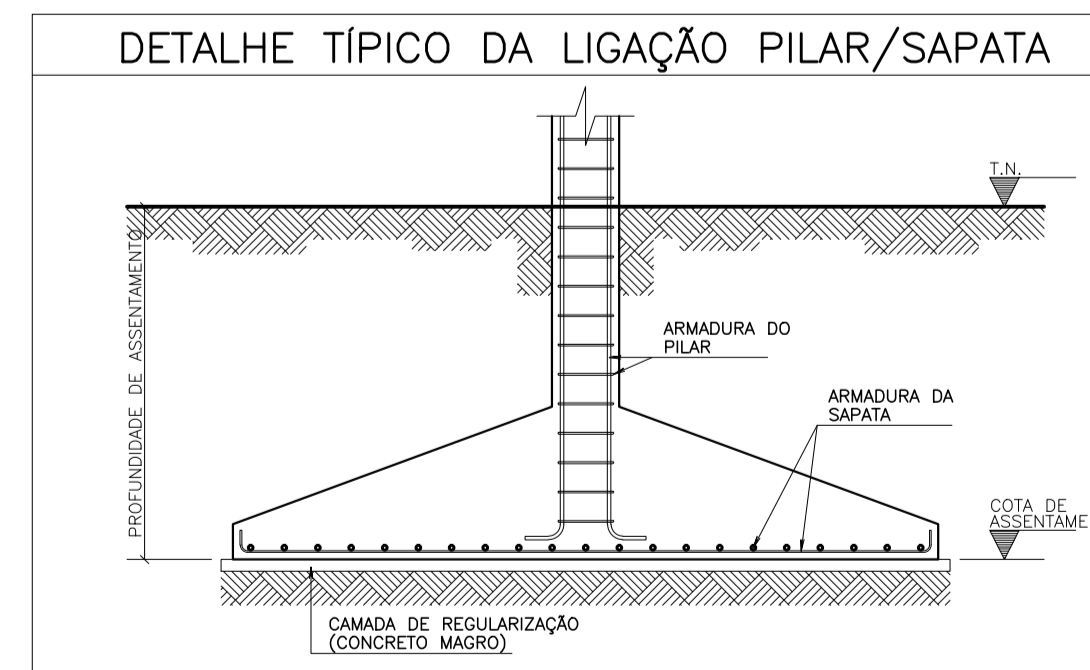 DETALHE TÍPICO DA LIGAÇÃO PILAR/SAPATA
T.N.
PROFUNDIDADE DE ASSENTAMENTO
ARMADURA DO
PILAR
ARMADURA DA
SAPATA
COTA DE
ASSENTAME
CAMADA DE REGULARIZAÇÃO
(CONCRETO MAGRO)